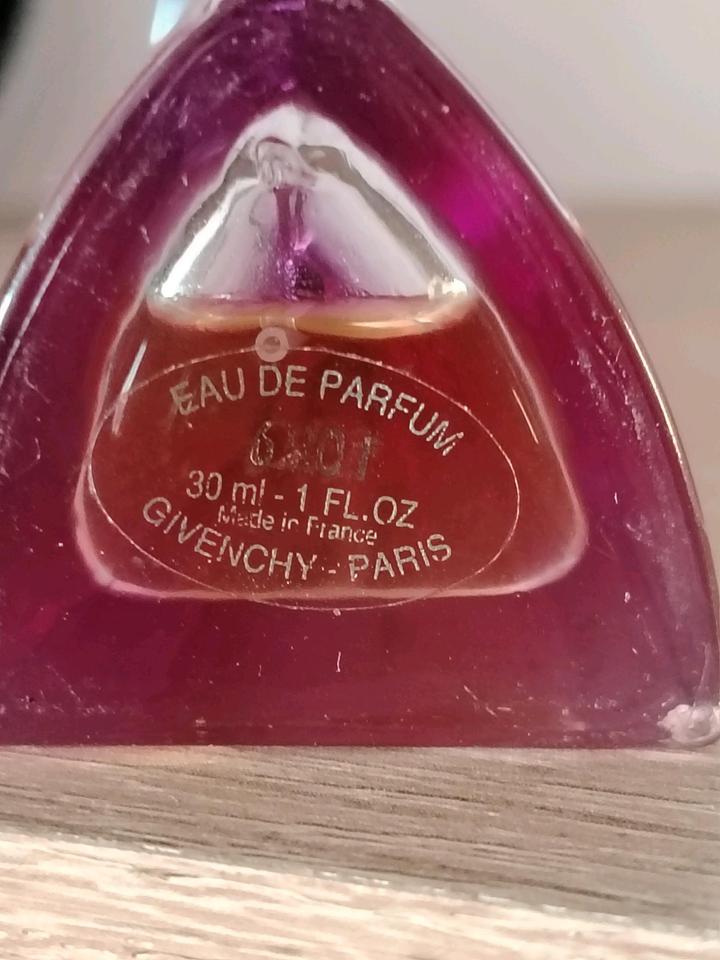 EAU DE PARFUM
30 ml - 1 FL.OZ
Made in France
GIVENCHY - PARIS